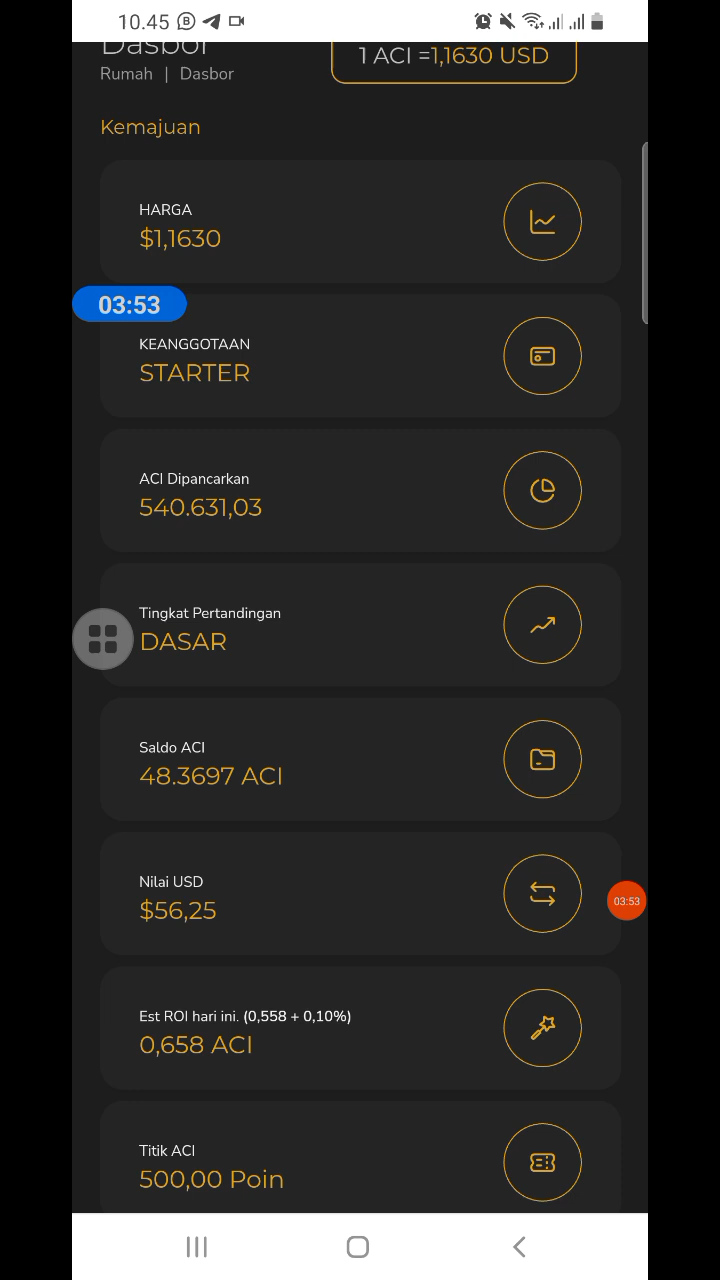 10.45
Dasbor
1 ACI =1,1630 USD
Rumah | Dasbor
Kemajuan
HARGA
$1,1630
03:53
KEANGGOTAAN
STARTER
ACI Dipancarkan
540.631,03
Tingkat Pertandingan
DASAR
Saldo ACI
48.3697 ACI
Nilai USD
$56,25
03:53
Est ROI hari ini. (0,558 + 0,10%)
0,658 ACI
Titik ACI
500,00 Poin